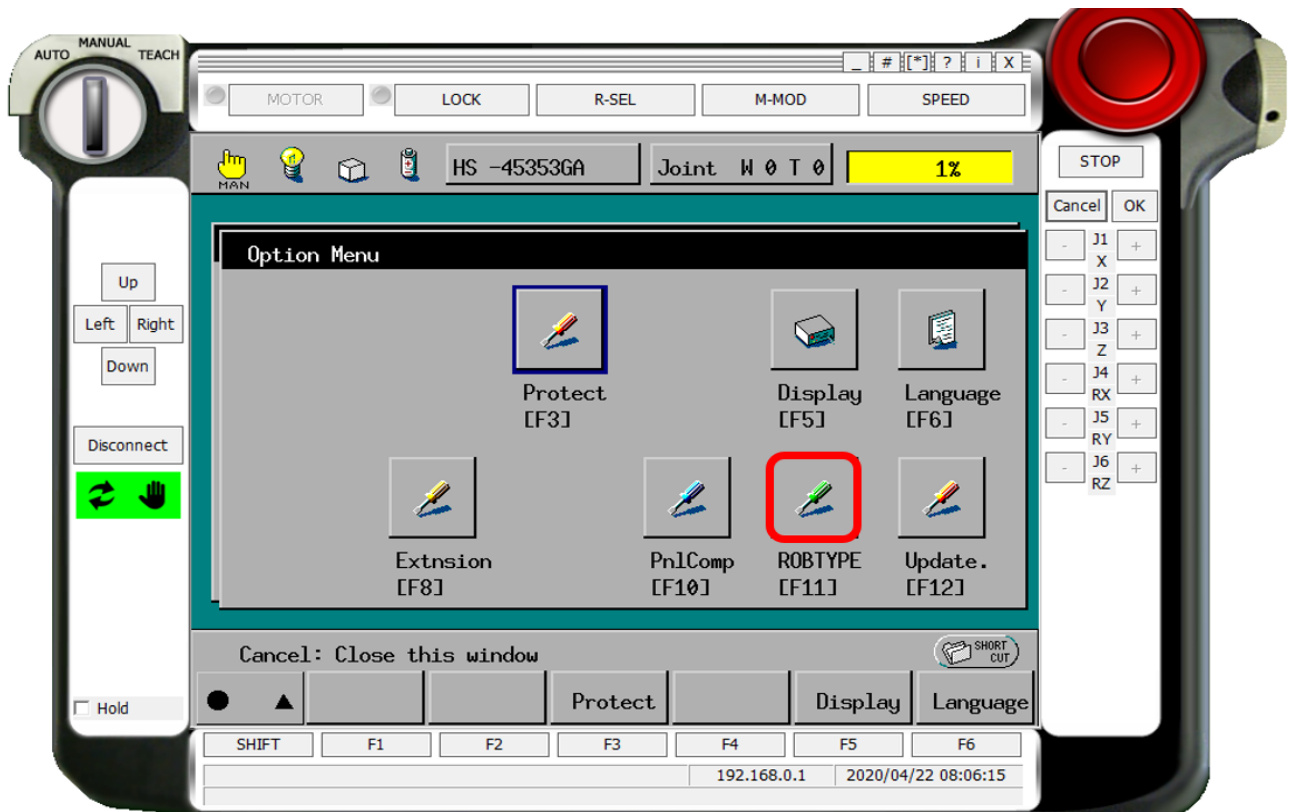 MANUAL
AUTO TEACH
_ # [*] ? i X
MOTOR LOCK R-SEL M-MOD SPEED
MAN HS -45353GA Joint W 0 T 0 1%
STOP
Cancel OK
Option Menu
- J1 +
X
- J2 +
Y
- J3 +
Z
- J4 +
RX
- J5 +
RY
- J6 +
RZ
Up
Left Right
Down
Disconnect
Protect Display Language
[F3] [F5] [F6]
Extnsion PnlComp ROBTYPE Update.
[F8] [F10] [F11] [F12]
Cancel: Close this window SHORT
CUT
Hold
Protect Display Language
SHIFT F1 F2 F3 F4 F5 F6
192.168.0.1 2020/04/22 08:06:15